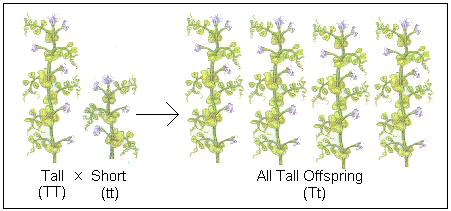 Tall × Short
(TT) (tt)
All Tall Offspring
(Tt)